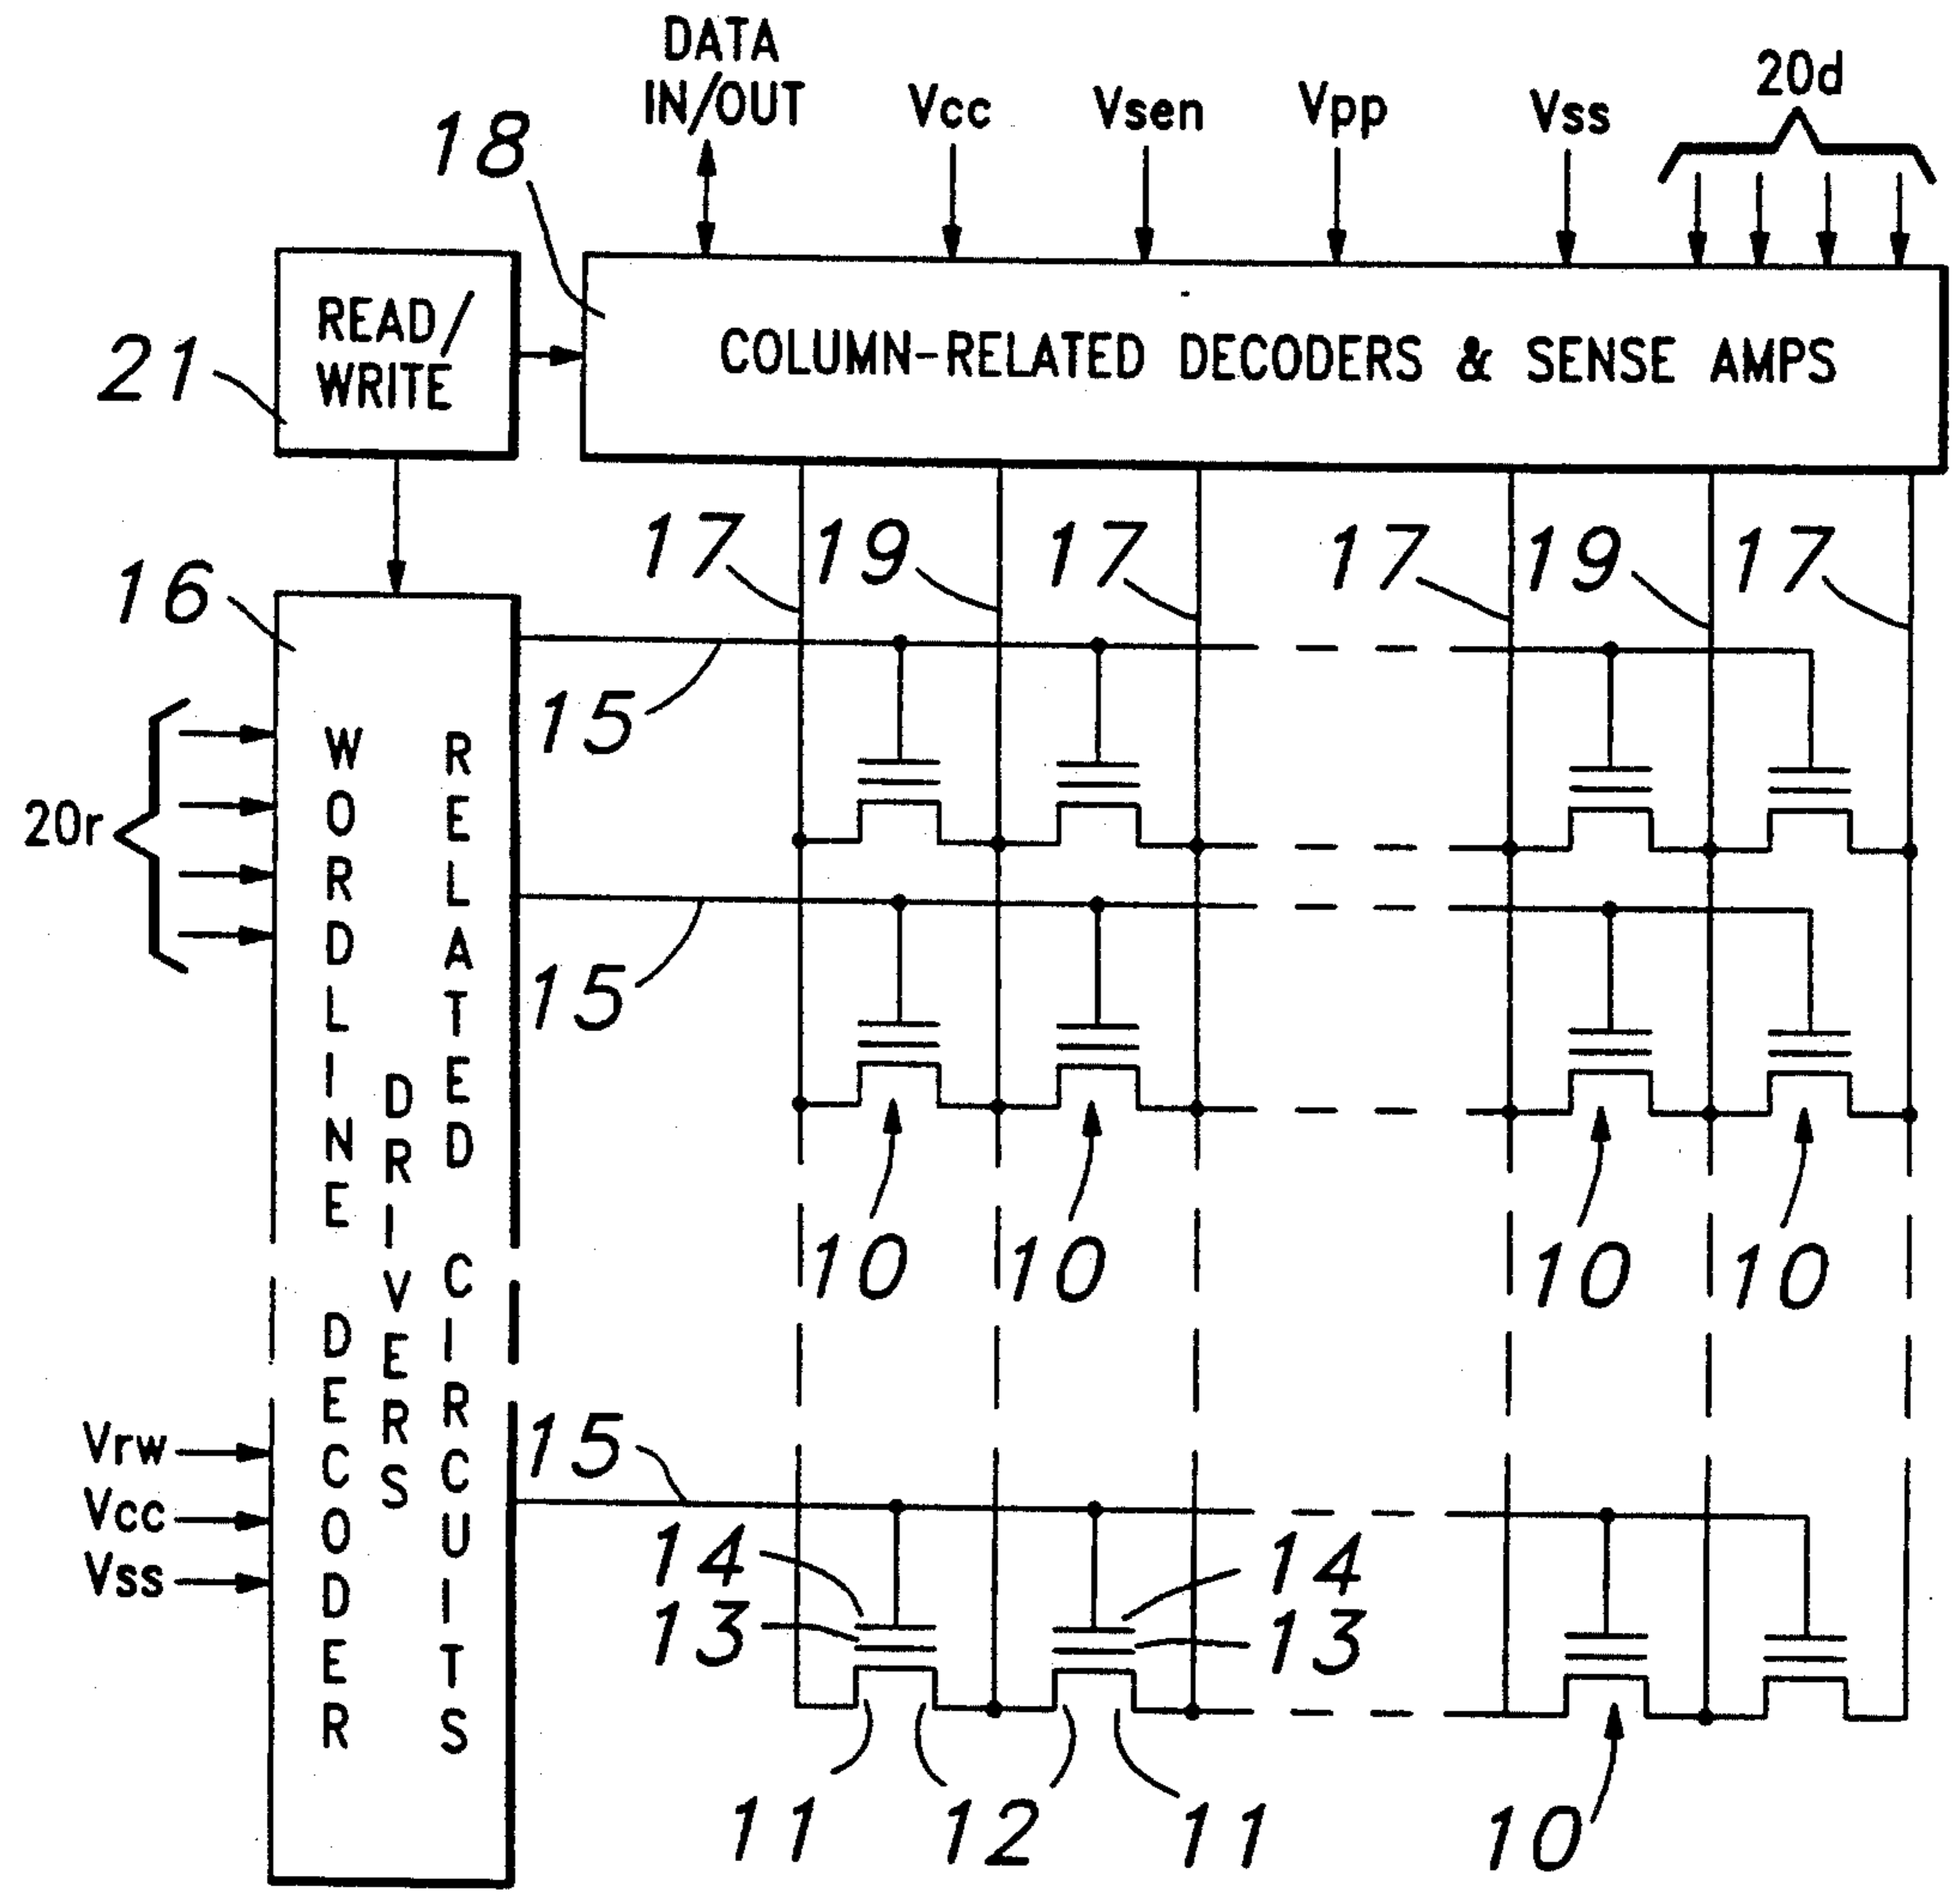 DATA
IN/OUT
Vcc
Vsen
Vpp
Vss
20d
18
READ/
WRITE
21
COLUMN-RELATED DECODERS & SENSE AMPS
17
19
17
17
19
17
16
15
20r
WORDLINE DECODER
DRIVERS
RELATED CIRCUITS
15
10
10
10
10
Vrw
Vcc
Vss
15
14
13
14
13
11
12
11
10